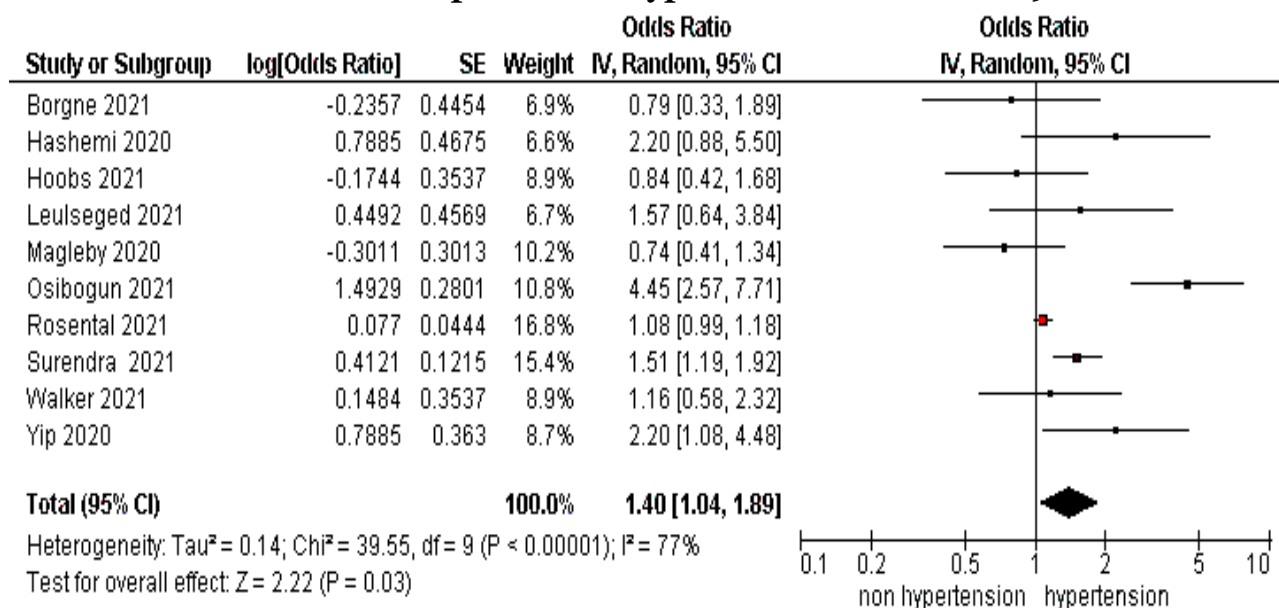 Odds Ratio Odds Ratio
Study or Subgroup log[Odds Ratio] SE Weight IV, Random, 95% CI IV, Random, 95% CI
Borgne 2021 -0.2357 0.4454 6.9% 0.79 [0.33, 1.89]
Hashemi 2020 0.7885 0.4675 6.6% 2.20 [0.88, 5.50]
Hoobs 2021 -0.1744 0.3537 8.9% 0.84 [0.42, 1.68]
Leulseged 2021 0.4492 0.4569 6.7% 1.57 [0.64, 3.84]
Magleby 2020 -0.3011 0.3013 10.2% 0.74 [0.41, 1.34]
Osibogun 2021 1.4929 0.2801 10.8% 4.45 [2.57, 7.71]
Rosental 2021 0.077 0.0444 16.8% 1.08 [0.99, 1.18]
Surendra 2021 0.4121 0.1215 15.4% 1.51 [1.19, 1.92]
Walker 2021 0.1484 0.3537 8.9% 1.16 [0.58, 2.32]
Yip 2020 0.7885 0.363 8.7% 2.20 [1.08, 4.48]
Total (95% CI) 100.0% 1.40 [1.04, 1.89]
Heterogeneity: Tau² = 0.14; Chi² = 39.55, df = 9 (P < 0.00001); I² = 77%
Test for overall effect: Z = 2.22 (P = 0.03)
0.1 0.2 0.5 1 2 5 10
non hypertension hypertension